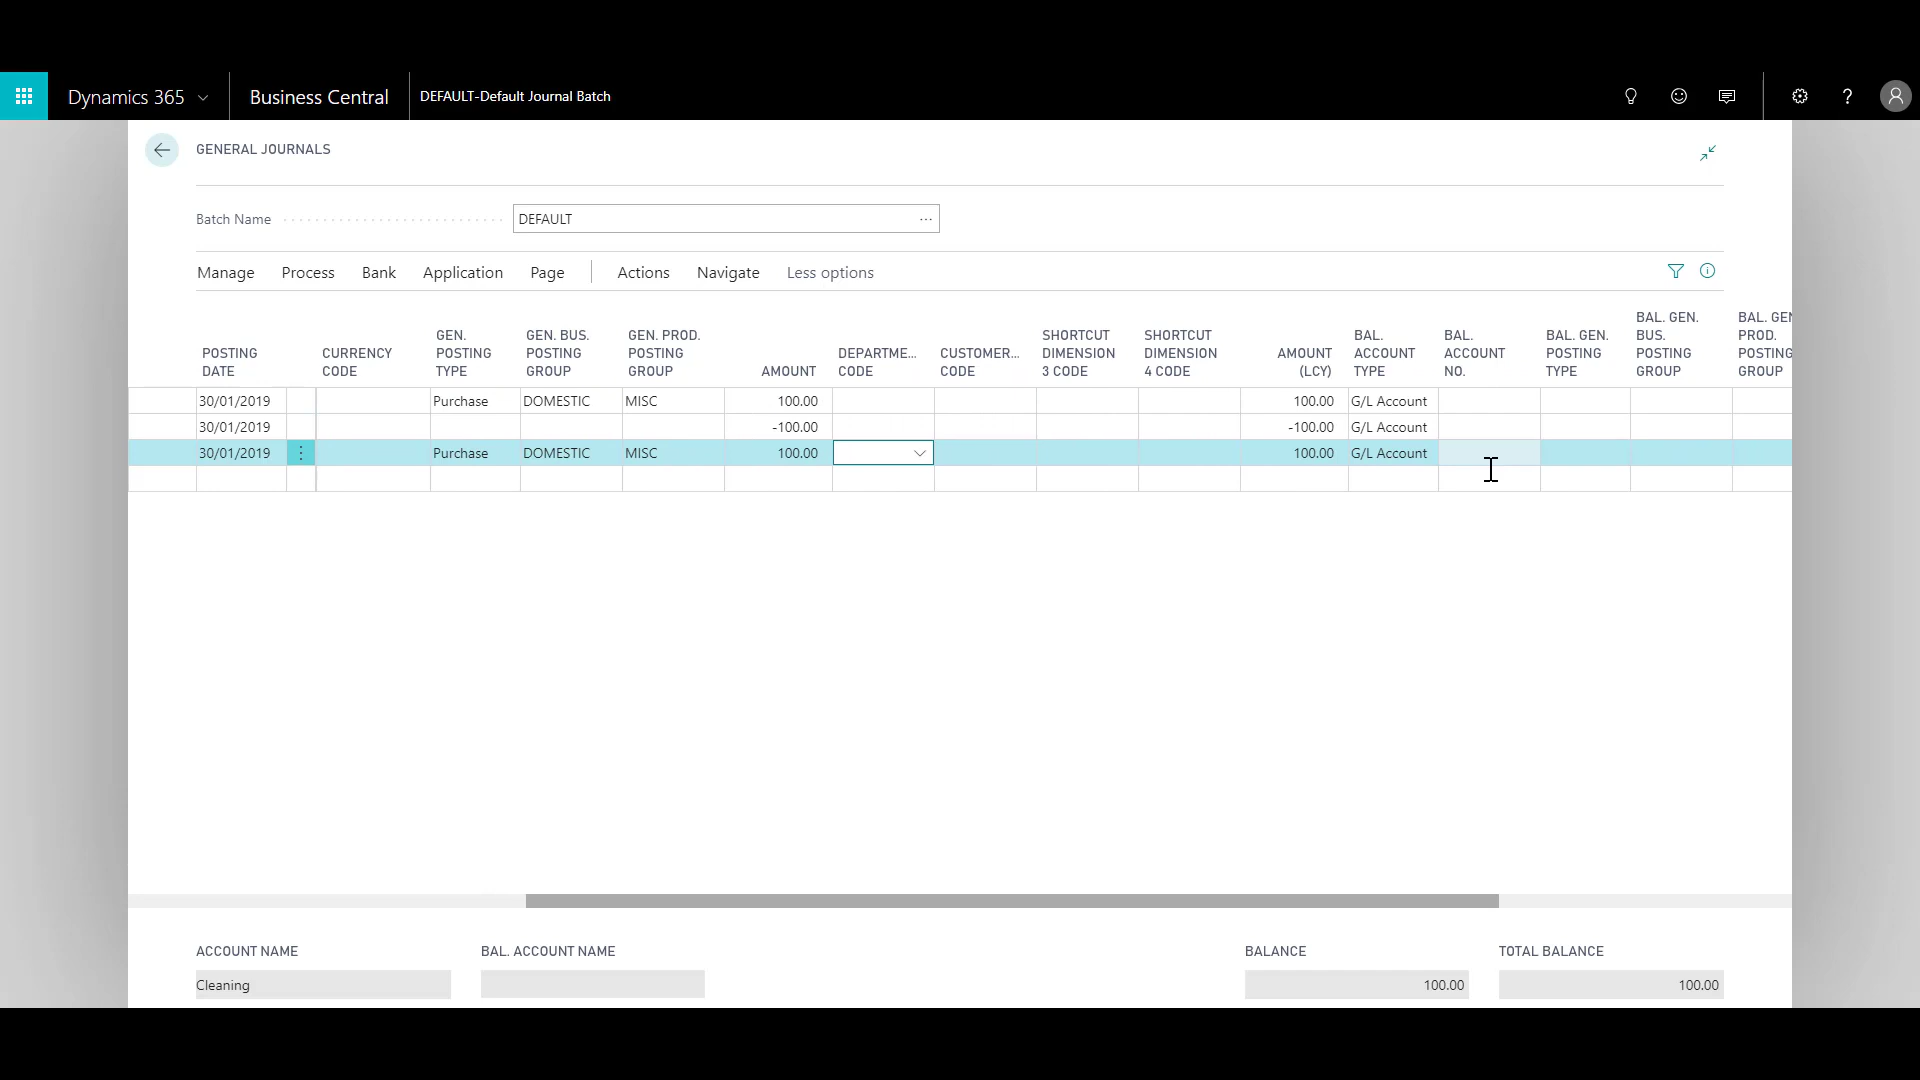 Dynamics 365 Business Central DEFAULT-Default Journal Batch
GENERAL JOURNALS
Batch Name DEFAULT ...
Manage Process Bank Application Page Actions Navigate Less options
POSTING DATE CURRENCY CODE GEN. POSTING TYPE GEN. BUS. POSTING GROUP GEN. PROD. POSTING GROUP AMOUNT DEPARTME... CODE CUSTOMER... CODE SHORTCUT DIMENSION 3 CODE SHORTCUT DIMENSION 4 CODE AMOUNT (LCY) BAL. ACCOUNT TYPE BAL. ACCOUNT NO. BAL. GEN. POSTING TYPE BAL. GEN. BUS. POSTING GROUP BAL. GEN PROD. POSTING GROUP
30/01/2019 Purchase DOMESTIC MISC 100.00 100.00 G/L Account
30/01/2019 -100.00 -100.00 G/L Account
30/01/2019 Purchase DOMESTIC MISC 100.00 100.00 G/L Account
ACCOUNT NAME BAL. ACCOUNT NAME BALANCE TOTAL BALANCE
Cleaning 100.00 100.00